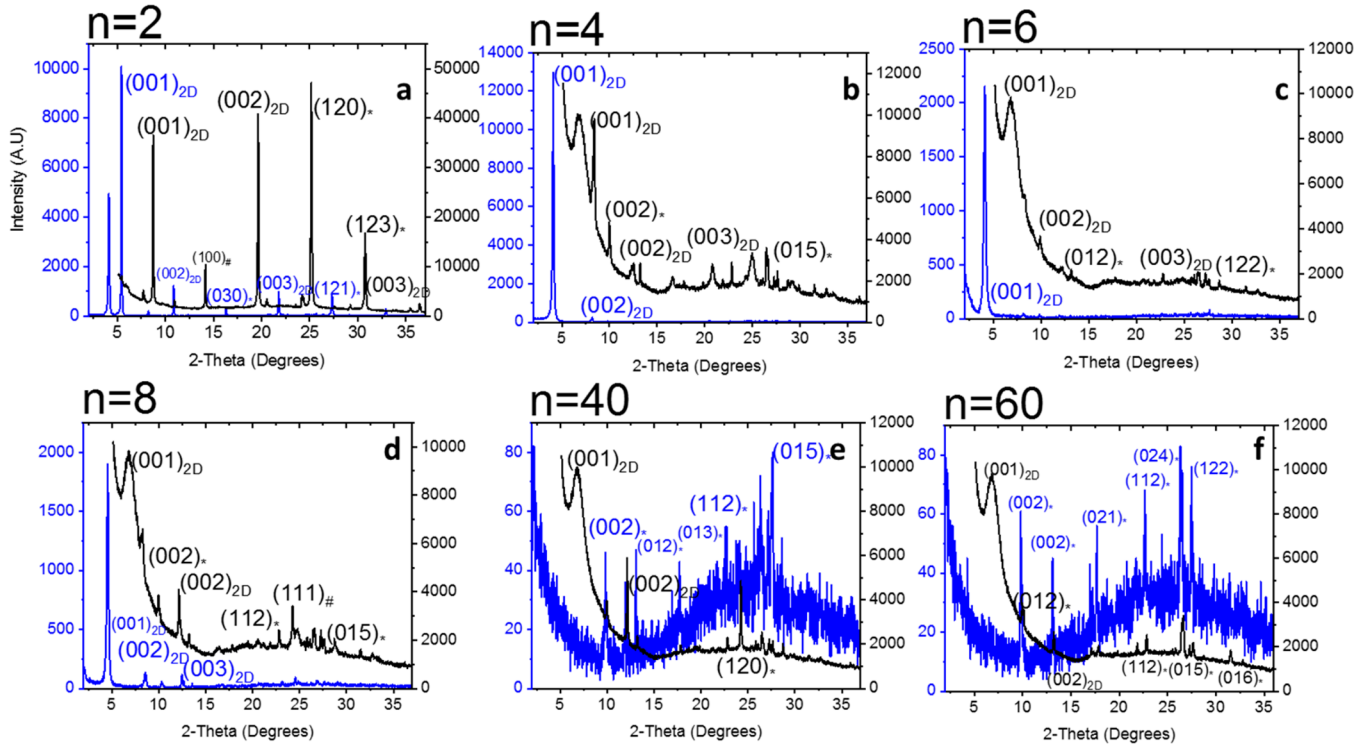 n=2
n=4
n=6
a
b
c
Intensity (A.U)
10000
8000
6000
4000
2000
0
50000
40000
30000
20000
10000
0
(001)2D
(001)2D
(002)2D
(120)*
(123)*
(100)#
(002)2D
(030)*
(003)2D
(121)*
(003)2D
5 10 15 20 25 30 35
2-Theta (Degrees)
14000
12000
10000
8000
6000
4000
2000
0
12000
10000
8000
6000
4000
2000
0
(001)2D
(001)2D
(002)*
(002)2D
(003)2D
(015)*
(002)2D
5 10 15 20 25 30 35
2-Theta (Degrees)
2500
2000
1500
1000
500
0
12000
10000
8000
6000
4000
2000
0
(001)2D
(002)2D
(012)*
(003)2D
(122)*
(001)2D
5 10 15 20 25 30 35
2-Theta (Degrees)
n=8
n=40
n=60
d
e
f
2000
1500
1000
500
0
10000
8000
6000
4000
2000
0
(001)2D
(002)*
(002)2D
(112)*
(111)#
(015)*
(001)2D
(002)2D
(003)2D
5 10 15 20 25 30 35
2-Theta (Degrees)
80
60
40
20
0
12000
10000
8000
6000
4000
2000
0
(001)2D
(015)*
(002)*
(012)*
(013)*
(112)*
(002)2D
(120)*
5 10 15 20 25 30 35
2-Theta (Degrees)
80
60
40
20
0
12000
10000
8000
6000
4000
2000
0
(001)2D
(024)*
(112)*
(122)*
(002)*
(021)*
(002)*
(012)*
(002)2D
(112)*
(015)*
(016)*
5 10 15 20 25 30 35
2-Theta (Degrees)